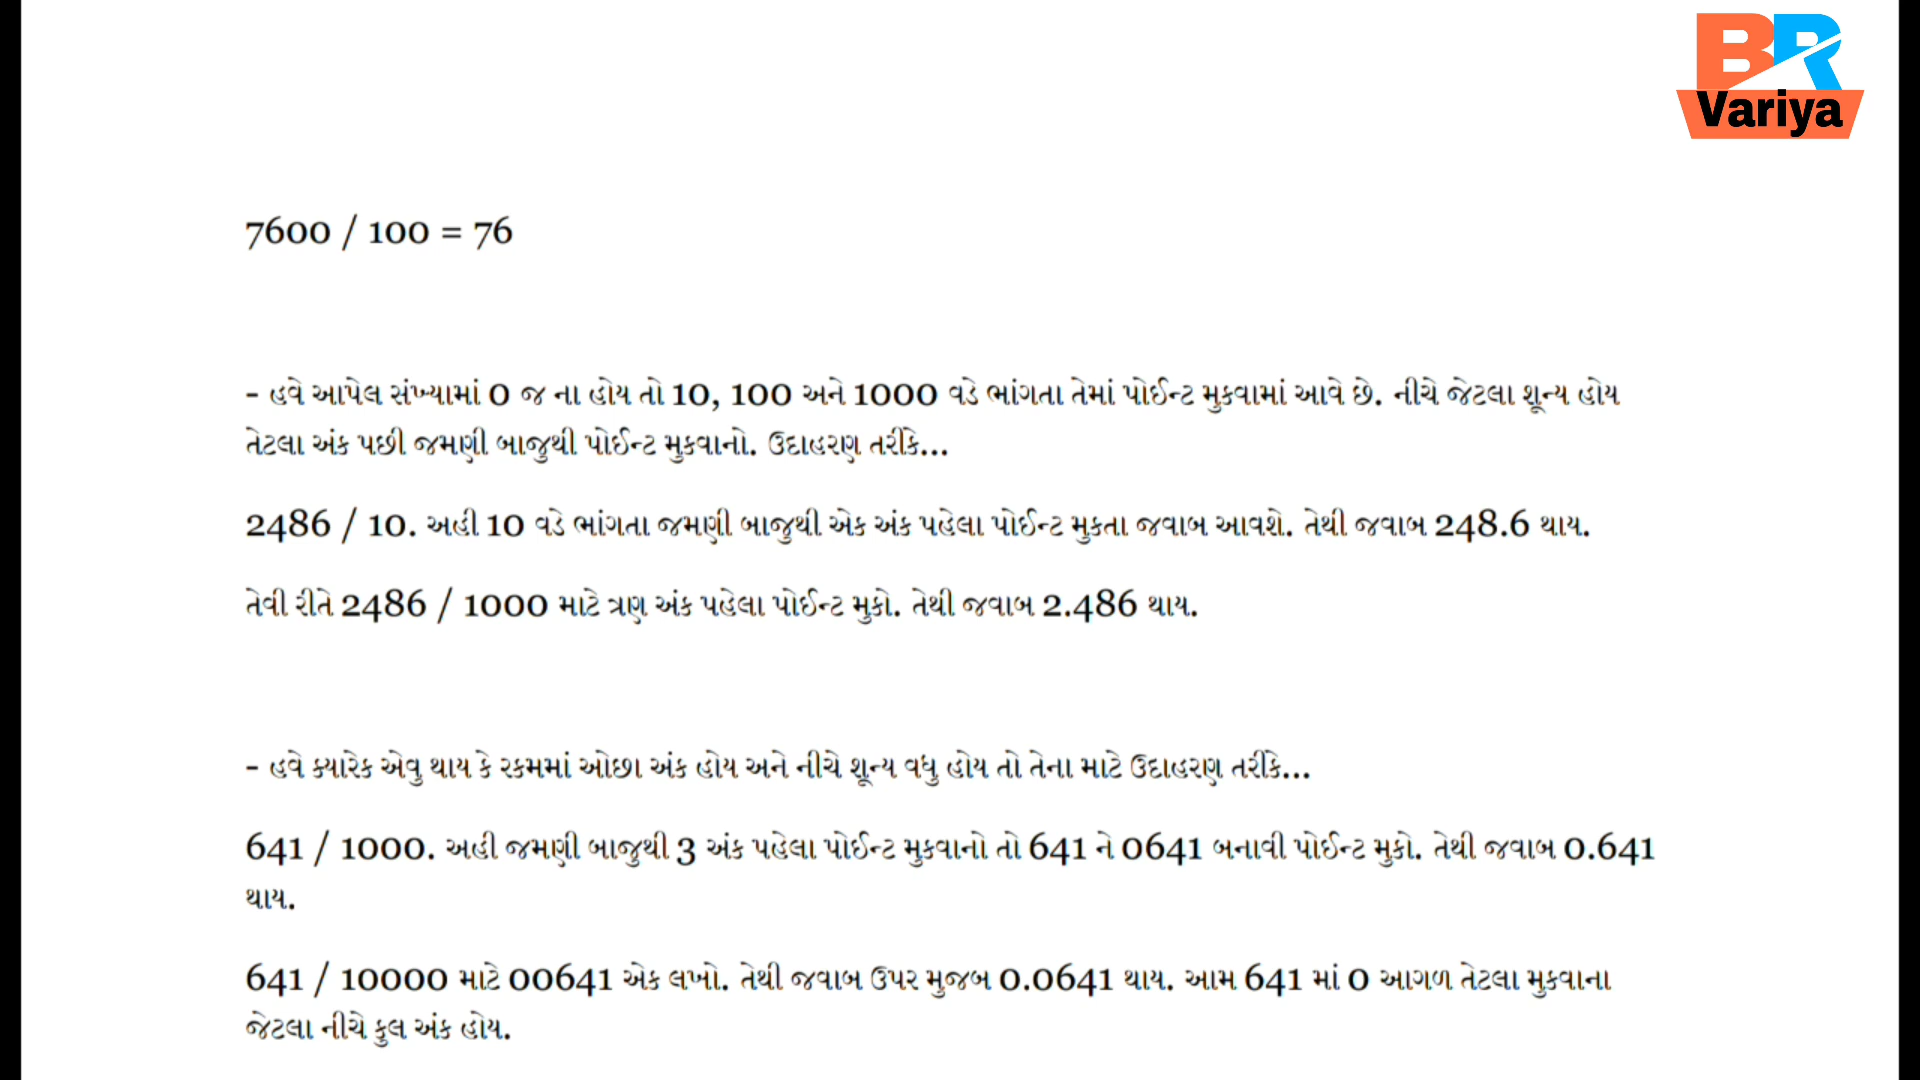 BR
Variya
7600 / 100 = 76
- હવે આપેલ સંખ્યામાં 0 જ ના હોય તો 10, 100 અને 1000 વડે ભાંગતા તેમાં પોઈન્ટ મુકવામાં આવે છે. નીચે જેટલા શૂન્ય હોય
તેટલા અંક પછી જમણી બાજુથી પોઈન્ટ મુકવાનો. ઉદાહરણ તરીકે...
2486 / 10. અહી 10 વડે ભાંગતા જમણી બાજુથી એક અંક પહેલા પોઈન્ટ મુકતા જવાબ આવશે. તેથી જવાબ 248.6 થાય.
તેવી રીતે 2486 / 1000 માટે ત્રણ અંક પહેલા પોઈન્ટ મુકો. તેથી જવાબ 2.486 થાય.
- હવે ક્યારેક એવુ થાય કે રકમમાં ઓછા અંક હોય અને નીચે શૂન્ય વધુ હોય તો તેના માટે ઉદાહરણ તરીકે...
641 / 1000. અહી જમણી બાજુથી 3 અંક પહેલા પોઈન્ટ મુકવાનો તો 641 ને 0641 બનાવી પોઈન્ટ મુકો. તેથી જવાબ 0.641
થાય.
641 / 10000 માટે 00641 એક લખો. તેથી જવાબ ઉપર મુજબ 0.0641 થાય. આમ 641 માં 0 આગળ તેટલા મુકવાના
જેટલા નીચે કુલ અંક હોય.